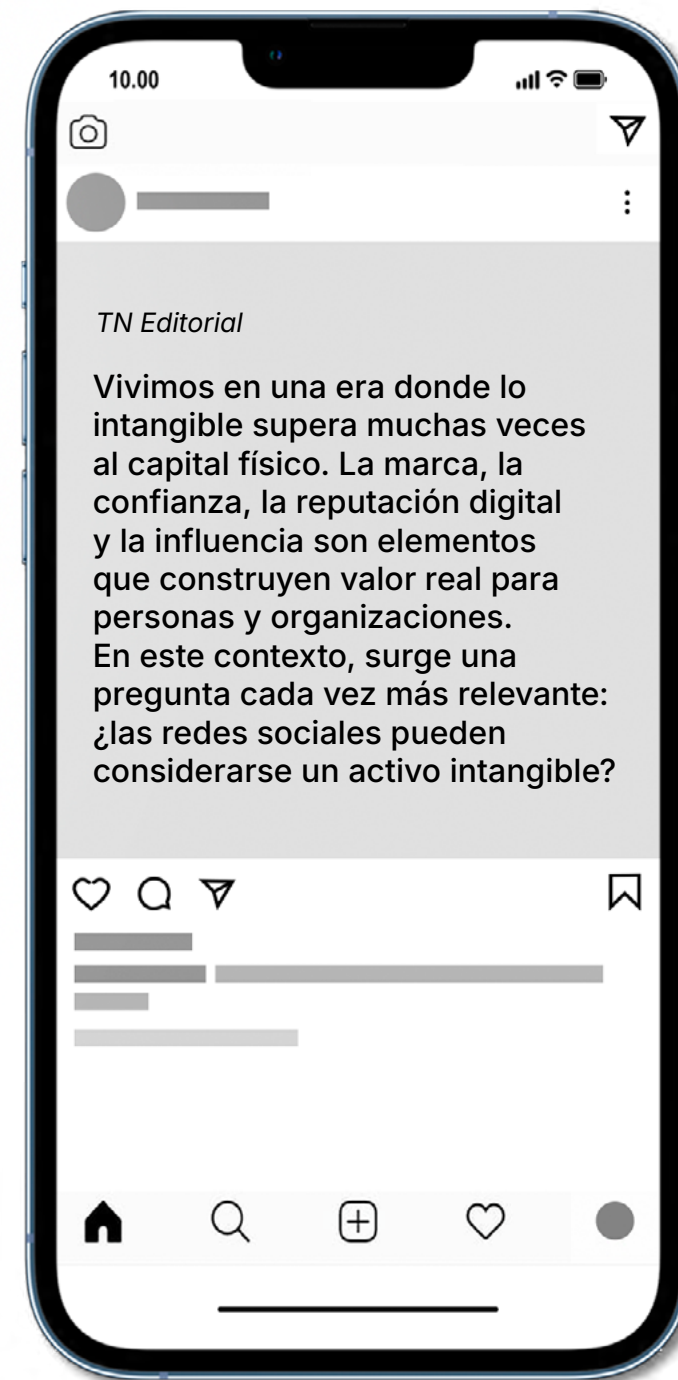 10.00
TN Editorial
Vivimos en una era donde lo
intangible supera muchas veces
al capital físico. La marca, la
confianza, la reputación digital
y la influencia son elementos
que construyen valor real para
personas y organizaciones.
En este contexto, surge una
pregunta cada vez más relevante:
¿las redes sociales pueden
considerarse un activo intangible?